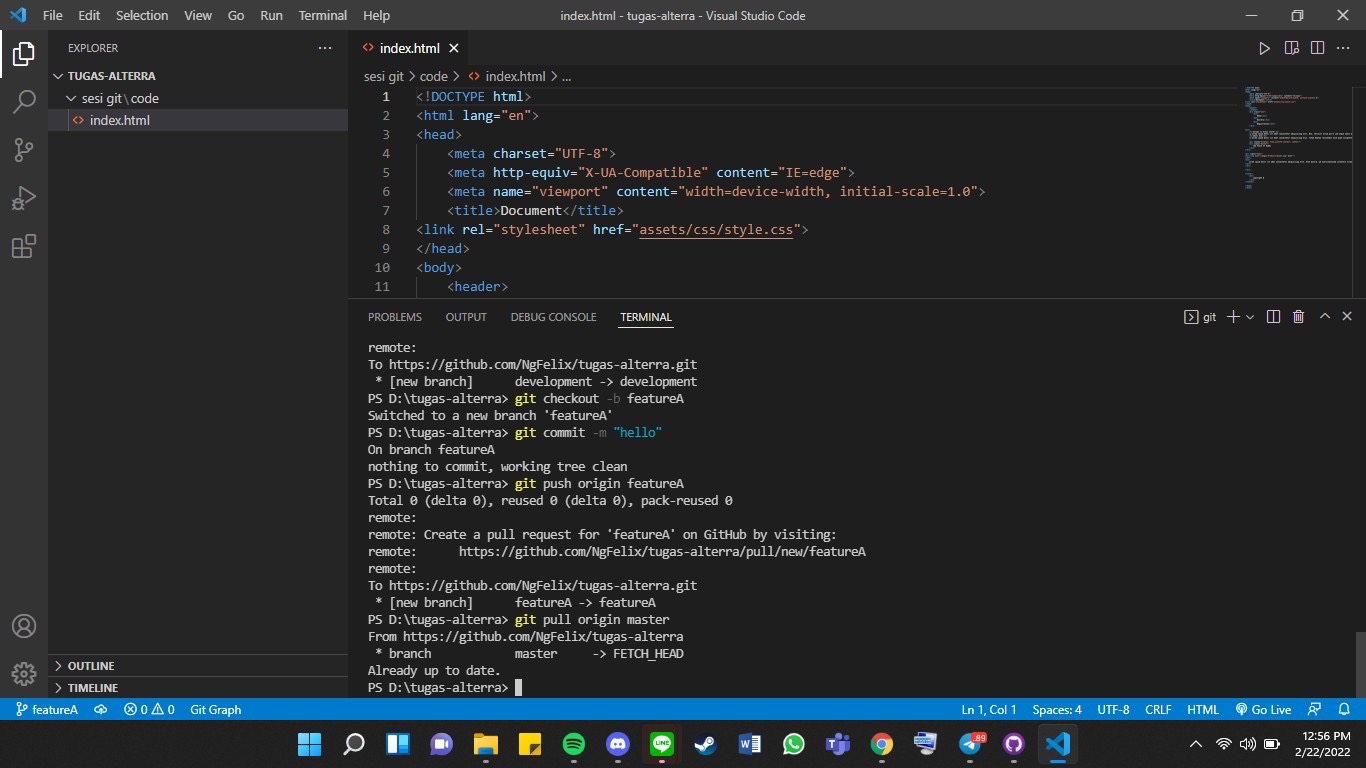 File Edit Selection View Go Run Terminal Help
index.html - tugas-alterra - Visual Studio Code
EXPLORER
TUGAS-ALTERRA
sesi git\code
index.html
OUTLINE
TIMELINE
index.html
sesi git > code > index.html > ...
1 <!DOCTYPE html>
2 <html lang="en">
3 <head>
4     <meta charset="UTF-8">
5     <meta http-equiv="X-UA-Compatible" content="IE=edge">
6     <meta name="viewport" content="width=device-width, initial-scale=1.0">
7     <title>Document</title>
8 <link rel="stylesheet" href="assets/css/style.css">
9 </head>
10 <body>
11     <header>
PROBLEMS OUTPUT DEBUG CONSOLE TERMINAL
git
remote:
To https://github.com/NgFelix/tugas-alterra.git
 * [new branch]      development -> development
PS D:\tugas-alterra> git checkout -b featureA
Switched to a new branch 'featureA'
PS D:\tugas-alterra> git commit -m "hello"
On branch featureA
nothing to commit, working tree clean
PS D:\tugas-alterra> git push origin featureA
Total 0 (delta 0), reused 0 (delta 0), pack-reused 0
remote:
remote: Create a pull request for 'featureA' on GitHub by visiting:
remote:      https://github.com/NgFelix/tugas-alterra/pull/new/featureA
remote:
To https://github.com/NgFelix/tugas-alterra.git
 * [new branch]      featureA -> featureA
PS D:\tugas-alterra> git pull origin master
From https://github.com/NgFelix/tugas-alterra
 * branch            master     -> FETCH_HEAD
Already up to date.
PS D:\tugas-alterra>
featureA 0 0 Git Graph
Ln 1, Col 1 Spaces: 4 UTF-8 CRLF HTML Go Live
LINE
89
12:56 PM
2/22/2022